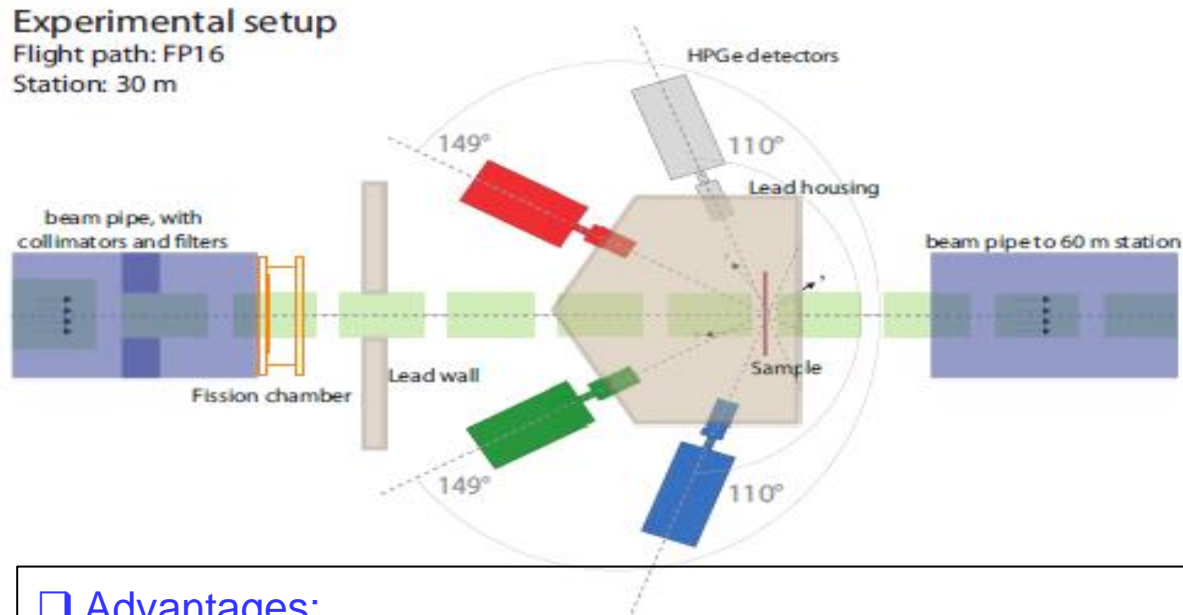 Experimental setup
Flight path: FP16
Station: 30 m
HPGe detectors
149°
110°
Lead housing
beam pipe, with
collimators and filters
beam pipe to 60 m station
Lead wall
Sample
Fission chamber
149°
110°
❑ Advantages: